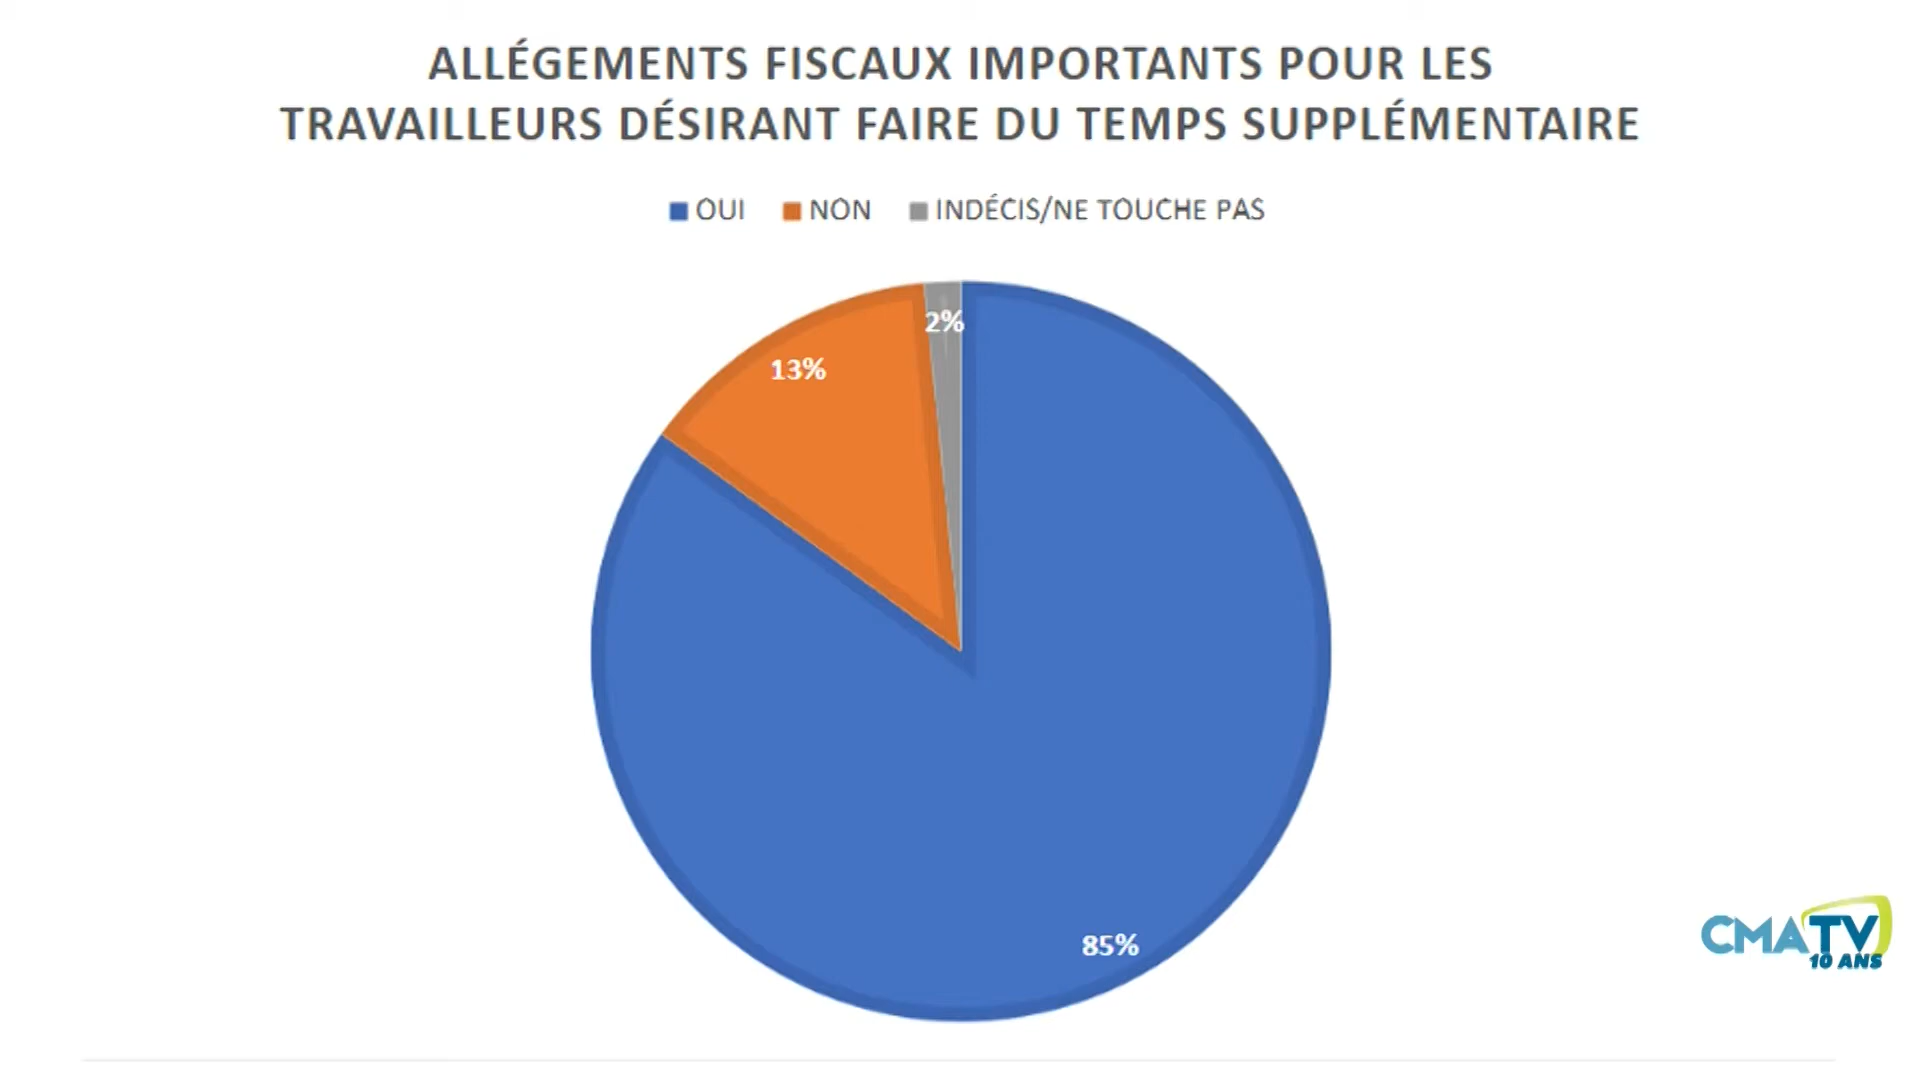 ALLÉGEMENTS FISCAUX IMPORTANTS POUR LES
TRAVAILLEURS DÉSIRANT FAIRE DU TEMPS SUPPLÉMENTAIRE
OUI NON INDÉCIS/NE TOUCHE PAS
2%
13%
85%
CMATV
10 ANS